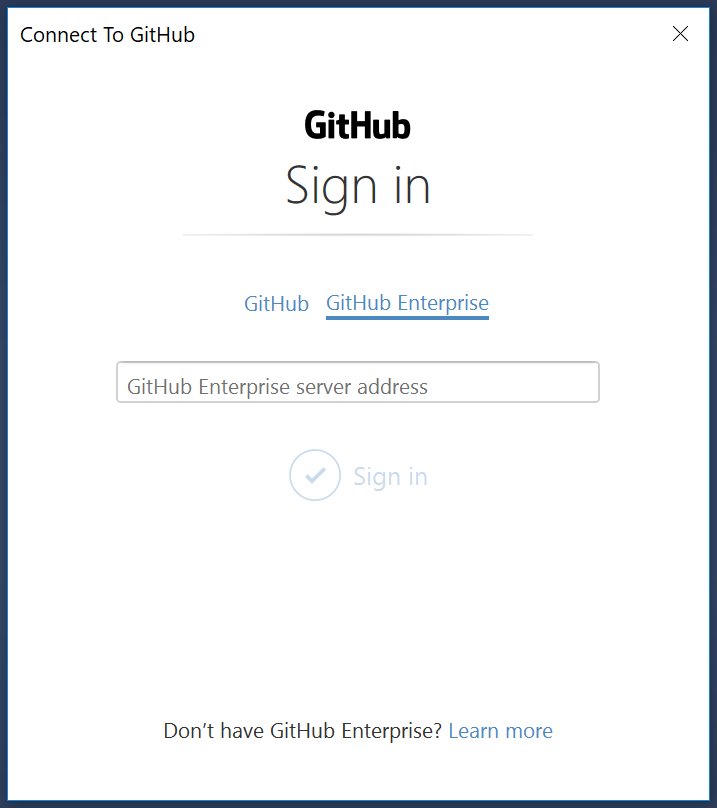 Connect To GitHub
GitHub
Sign in
GitHub GitHub Enterprise
GitHub Enterprise server address
Sign in
Don’t have GitHub Enterprise? Learn more